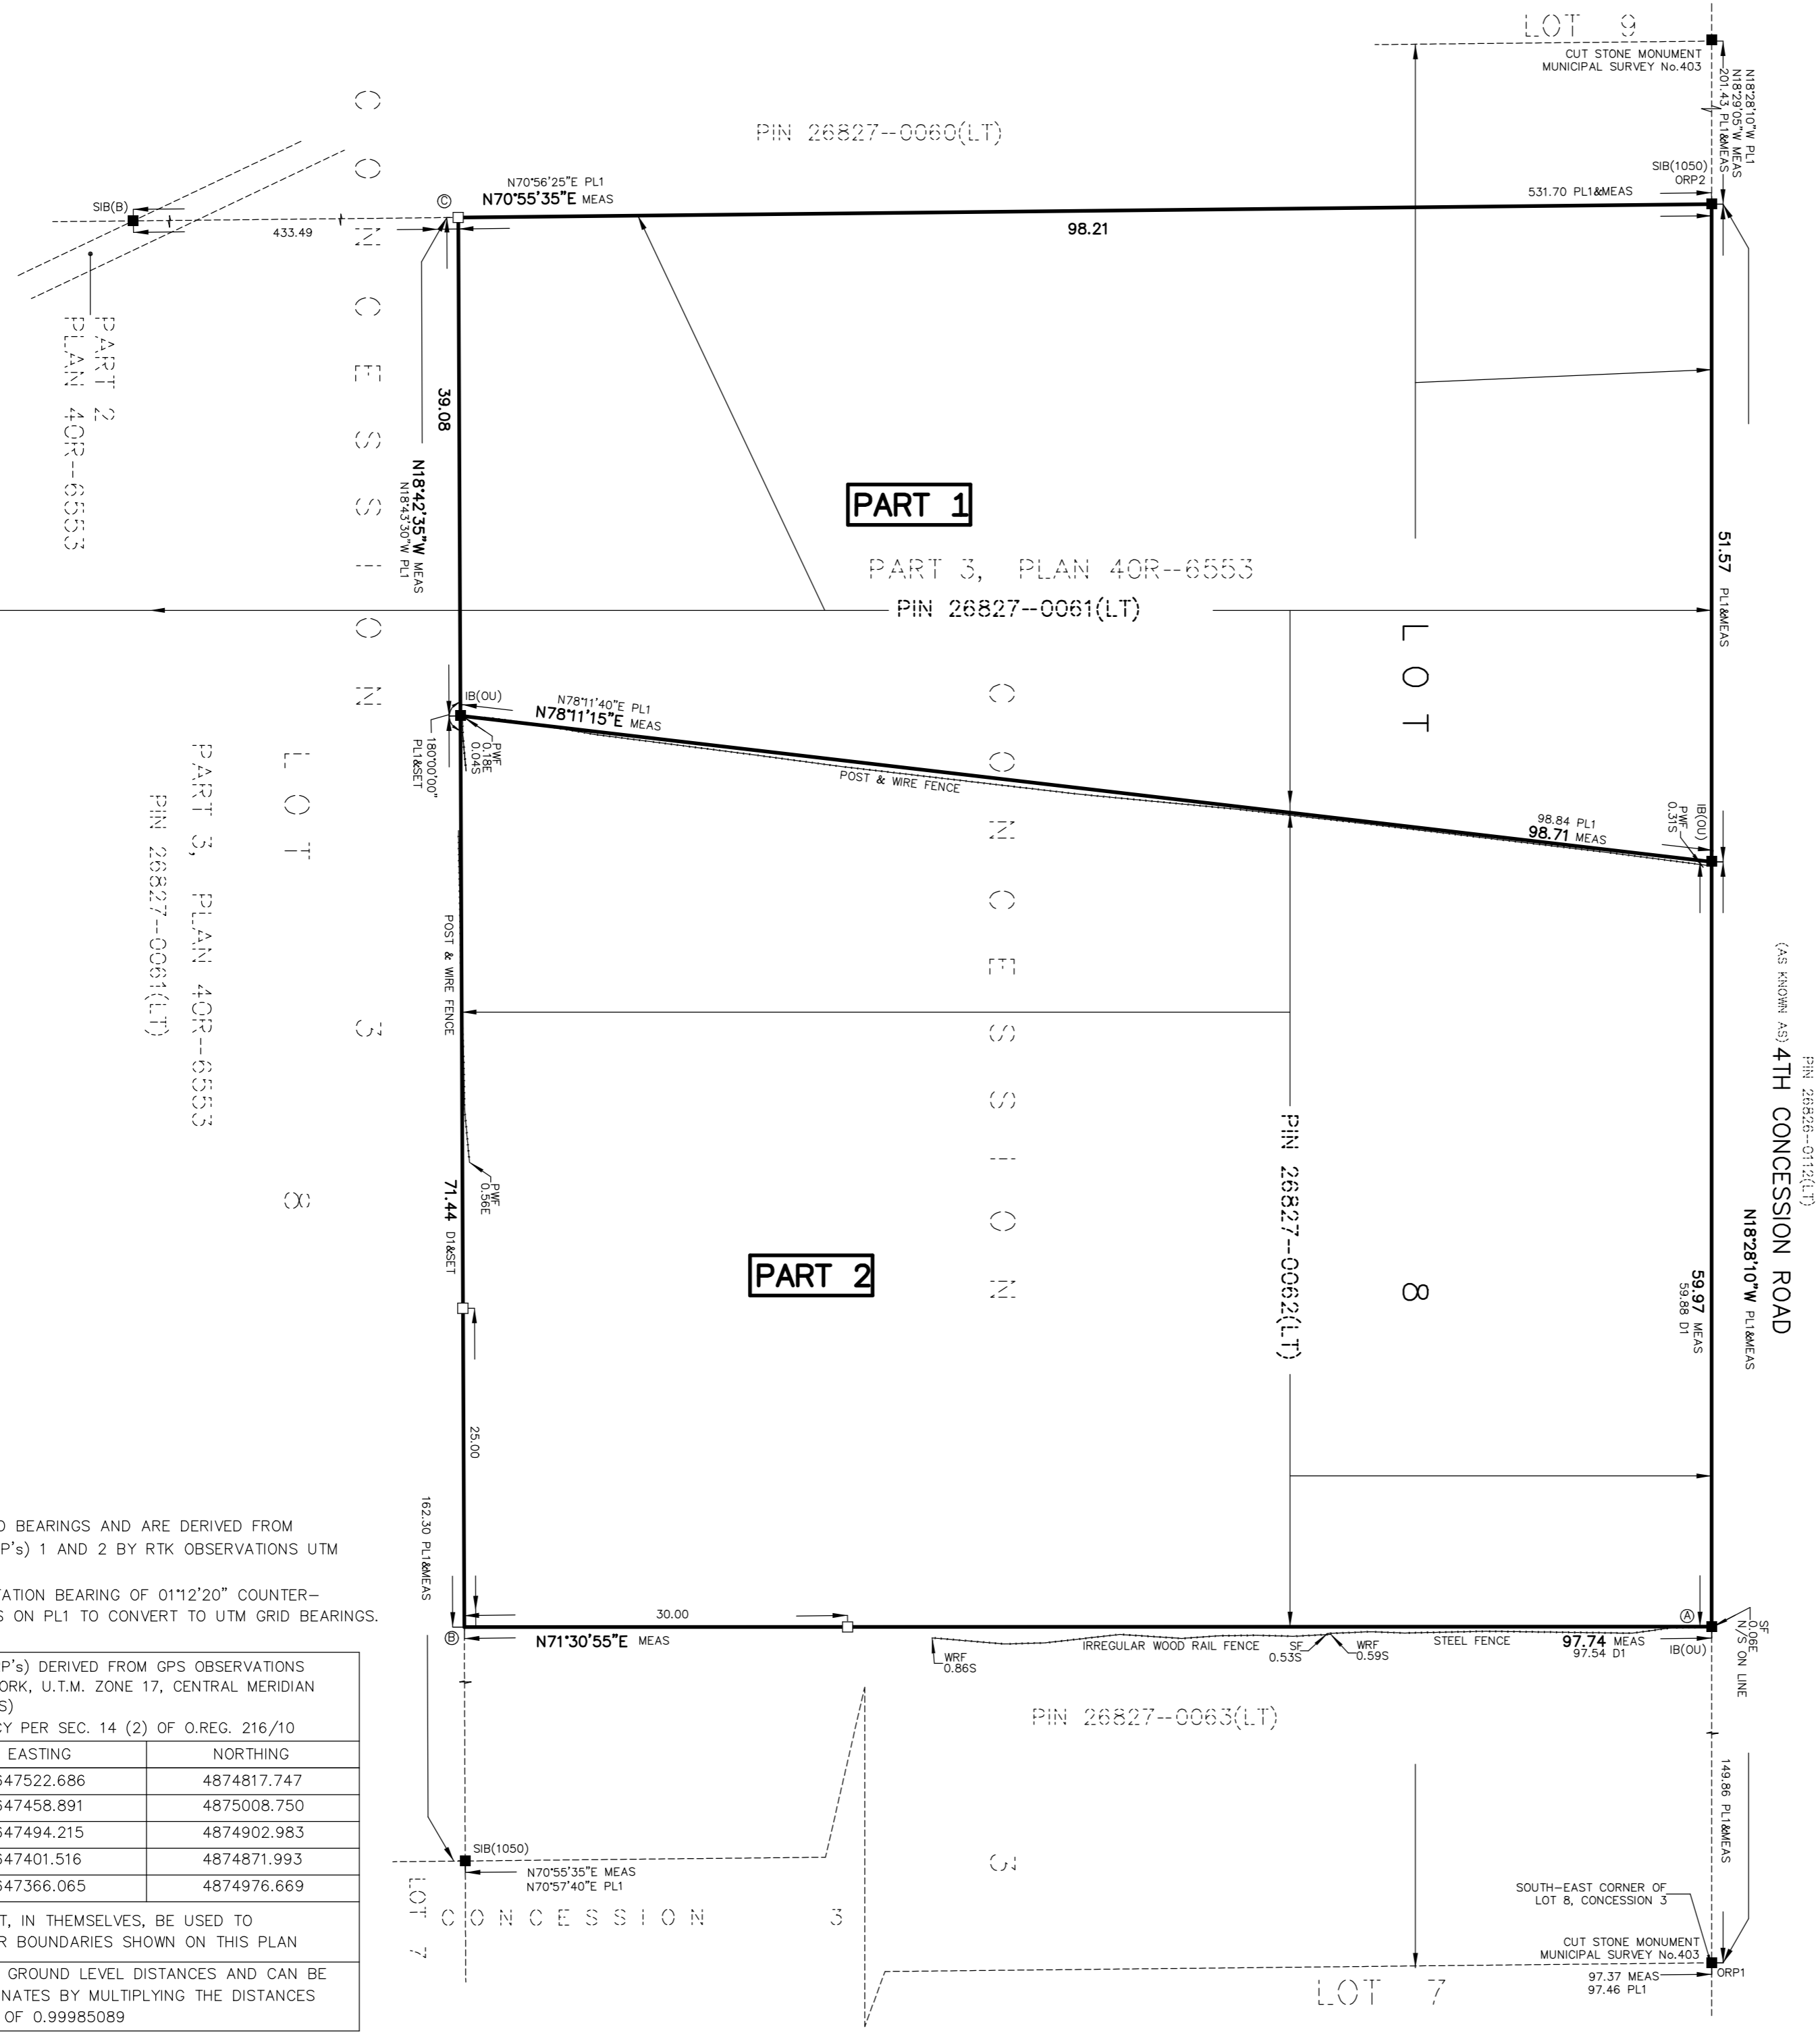 LOT 9
CUT STONE MONUMENT
MUNICIPAL SURVEY No.403
N18°28'10"W PL1
N18°29'05"W MEAS
201.43 PL1&MEAS
PIN 26827-0060(LT)
SIB(1050)
ORP2
531.70 PL1&MEAS
N70°56'25"E PL1
N70°55'35"E MEAS
98.21
SIB(B)
433.49
C
PART 2
PLAN 40R-6553
CONCESSION 3
39.08
N18°42'35"W MEAS
N18°43'30"W PL1
PART 1
PART 3, PLAN 40R-6553
PIN 26827-0061(LT)
51.57 PL1&MEAS
LOT 8
CONCESSION 3
IB(OU)
N78°11'40"E PL1
N78°11'15"E MEAS
PWF
0.18E
0.04S
180°00'00"
PL1&SET
POST & WIRE FENCE
98.84 PL1
98.71 MEAS
IB(OU)
PWF
0.31S
LOT 8
PART 3, PLAN 40R-6553
PIN 26827-0061(LT)
POST & WIRE FENCE
PWF
0.56E
71.44 D1&SET
PIN 26826-0112(LT)
(AS KNOWN AS) 4TH CONCESSION ROAD
N18°28'10"W PL1&MEAS
59.97 MEAS
59.88 D1
PIN 26827-0062(LT)
PART 2
25.00
162.30 PL1&MEAS
30.00
B
N71°30'55"E MEAS
WRF
0.86S
IRREGULAR WOOD RAIL FENCE
SF
0.53S
WRF
0.59S
STEEL FENCE
97.74 MEAS
97.54 D1
A
IB(OU)
SF
0.06E
N/S ON LINE
PIN 26827-0063(LT)
149.86 PL1&MEAS
SIB(1050)
N70°55'35"E MEAS
N70°57'40"E PL1
LOT 7
CONCESSION 3
SOUTH-EAST CORNER OF
LOT 8, CONCESSION 3
CUT STONE MONUMENT
MUNICIPAL SURVEY No.403
ORP1
97.37 MEAS
97.46 PL1
LOT 7
BEARINGS AND ARE DERIVED FROM
P's) 1 AND 2 BY RTK OBSERVATIONS UTM
ATION BEARING OF 01°12'20" COUNTER-
S ON PL1 TO CONVERT TO UTM GRID BEARINGS.
P's) DERIVED FROM GPS OBSERVATIONS
ORK, U.T.M. ZONE 17, CENTRAL MERIDIAN
S)
CY PER SEC. 14 (2) OF O.REG. 216/10
EASTING NORTHING
647522.686 4874817.747
647458.891 4875008.750
647494.215 4874902.983
647401.516 4874871.993
647366.065 4874976.669
T, IN THEMSELVES, BE USED TO
R BOUNDARIES SHOWN ON THIS PLAN
GROUND LEVEL DISTANCES AND CAN BE
NATES BY MULTIPLYING THE DISTANCES
OF 0.99985089